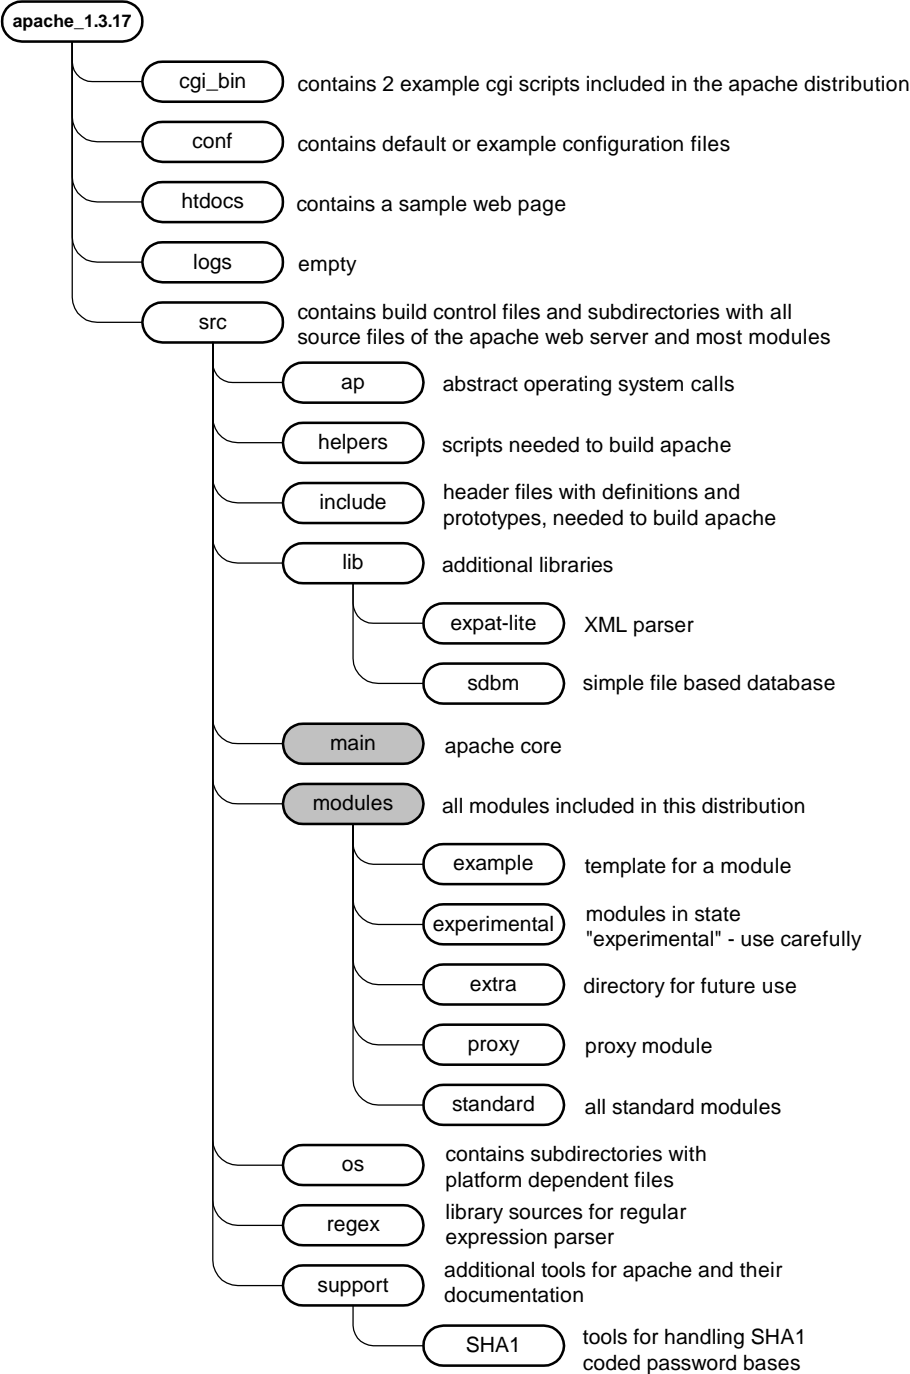 apache_1.3.17
cgi_bin
contains 2 example cgi scripts included in the apache distribution
conf
contains default or example configuration files
htdocs
contains a sample web page
logs
empty
src
contains build control files and subdirectories with all
source files of the apache web server and most modules
ap
abstract operating system calls
helpers
scripts needed to build apache
include
header files with definitions and
prototypes, needed to build apache
lib
additional libraries
expat-lite
XML parser
sdbm
simple file based database
main
apache core
modules
all modules included in this distribution
example
template for a module
experimental
modules in state
"experimental" - use carefully
extra
directory for future use
proxy
proxy module
standard
all standard modules
os
contains subdirectories with
platform dependent files
regex
library sources for regular
expression parser
support
additional tools for apache and their
documentation
SHA1
tools for handling SHA1
coded password bases